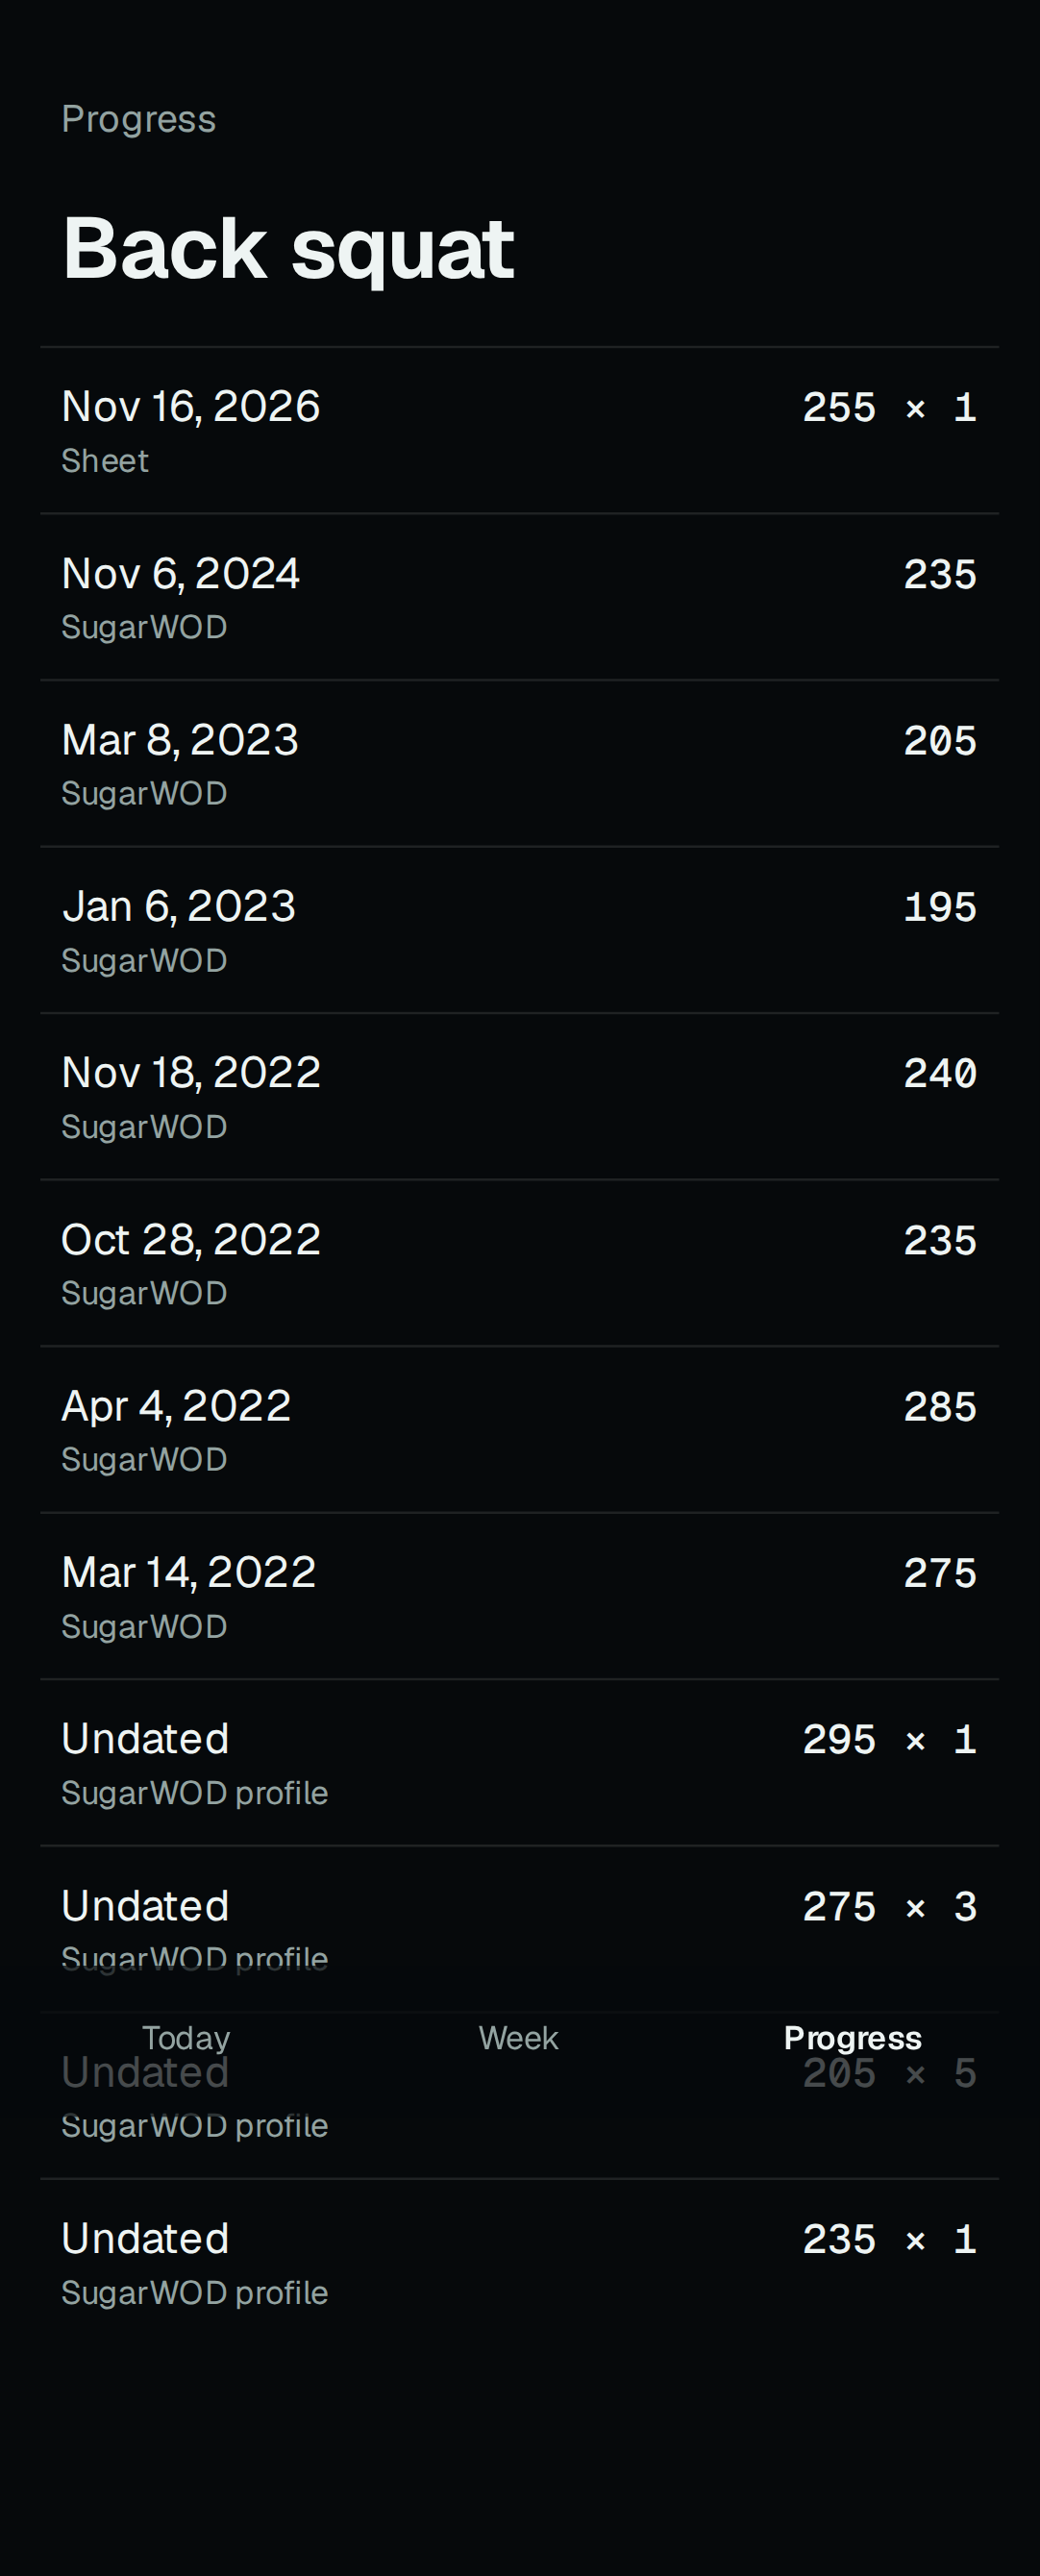 Progress
Back squat
Nov 16, 2026 255 × 1
Sheet
Nov 6, 2024 235
SugarWOD
Mar 8, 2023 205
SugarWOD
Jan 6, 2023 195
SugarWOD
Nov 18, 2022 240
SugarWOD
Oct 28, 2022 235
SugarWOD
Apr 4, 2022 285
SugarWOD
Mar 14, 2022 275
SugarWOD
Undated 295 × 1
SugarWOD profile
Undated 275 × 3
SugarWOD profile
Today Week Progress
Undated 205 × 5
SugarWOD profile
Undated 235 × 1
SugarWOD profile